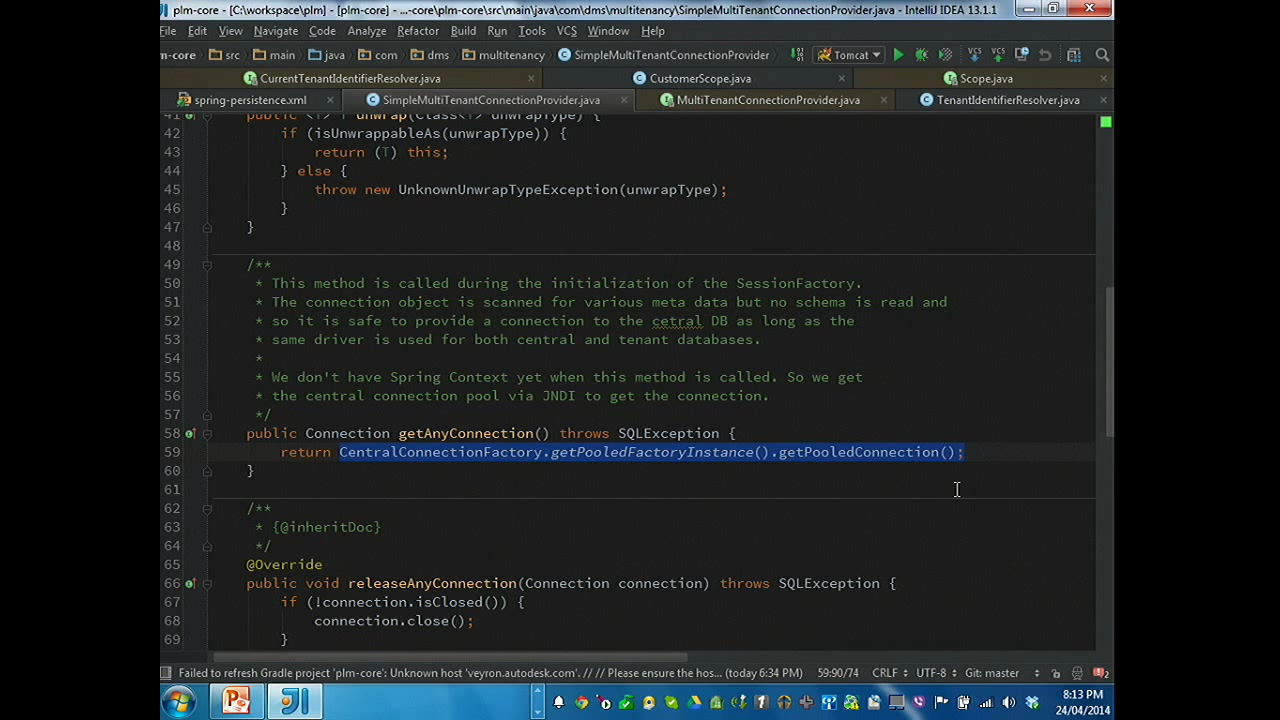 plm-core - [C:\workspace\plm] - [plm-core] - ...-core\plm-core\src\main\java\com\dms\multitenancy\SimpleMultiTenantConnectionProvider.java - IntelliJ IDEA 13.1.1
File Edit View Navigate Code Analyze Refactor Build Run Tools VCS Window Help
m-core src main java com dms multitenancy SimpleMultiTenantConnectionProvider Tomcat
CurrentTenantIdentifierResolver.java CustomerScope.java Scope.java
spring-persistence.xml SimpleMultiTenantConnectionProvider.java MultiTenantConnectionProvider.java TenantIdentifierResolver.java
41 public <T> T unwrap(Class<T> unwrapType) {
42 if (isUnwrappableAs(unwrapType)) {
43 return (T) this;
44 } else {
45 throw new UnknownUnwrapTypeException(unwrapType);
46 }
47 }
48
49 /**
50 * This method is called during the initialization of the SessionFactory.
51 * The connection object is scanned for various meta data but no schema is read and
52 * so it is safe to provide a connection to the cetral DB as long as the
53 * same driver is used for both central and tenant databases.
54 *
55 * We don't have Spring Context yet when this method is called. So we get
56 * the central connection pool via JNDI to get the connection.
57 */
58 public Connection getAnyConnection() throws SQLException {
59 return CentralConnectionFactory.getPooledFactoryInstance().getPooledConnection();
60 }
61
62 /**
63 * {@inheritDoc}
64 */
65 @Override
66 public void releaseAnyConnection(Connection connection) throws SQLException {
67 if (!connection.isClosed()) {
68 connection.close();
69 }
Failed to refresh Gradle project 'plm-core': Unknown host 'veyron.autodesk.com'. // // Please ensure the hos... (today 6:34 PM) 59:90/74 CRLF UTF-8 Git: master
8:13 PM
24/04/2014